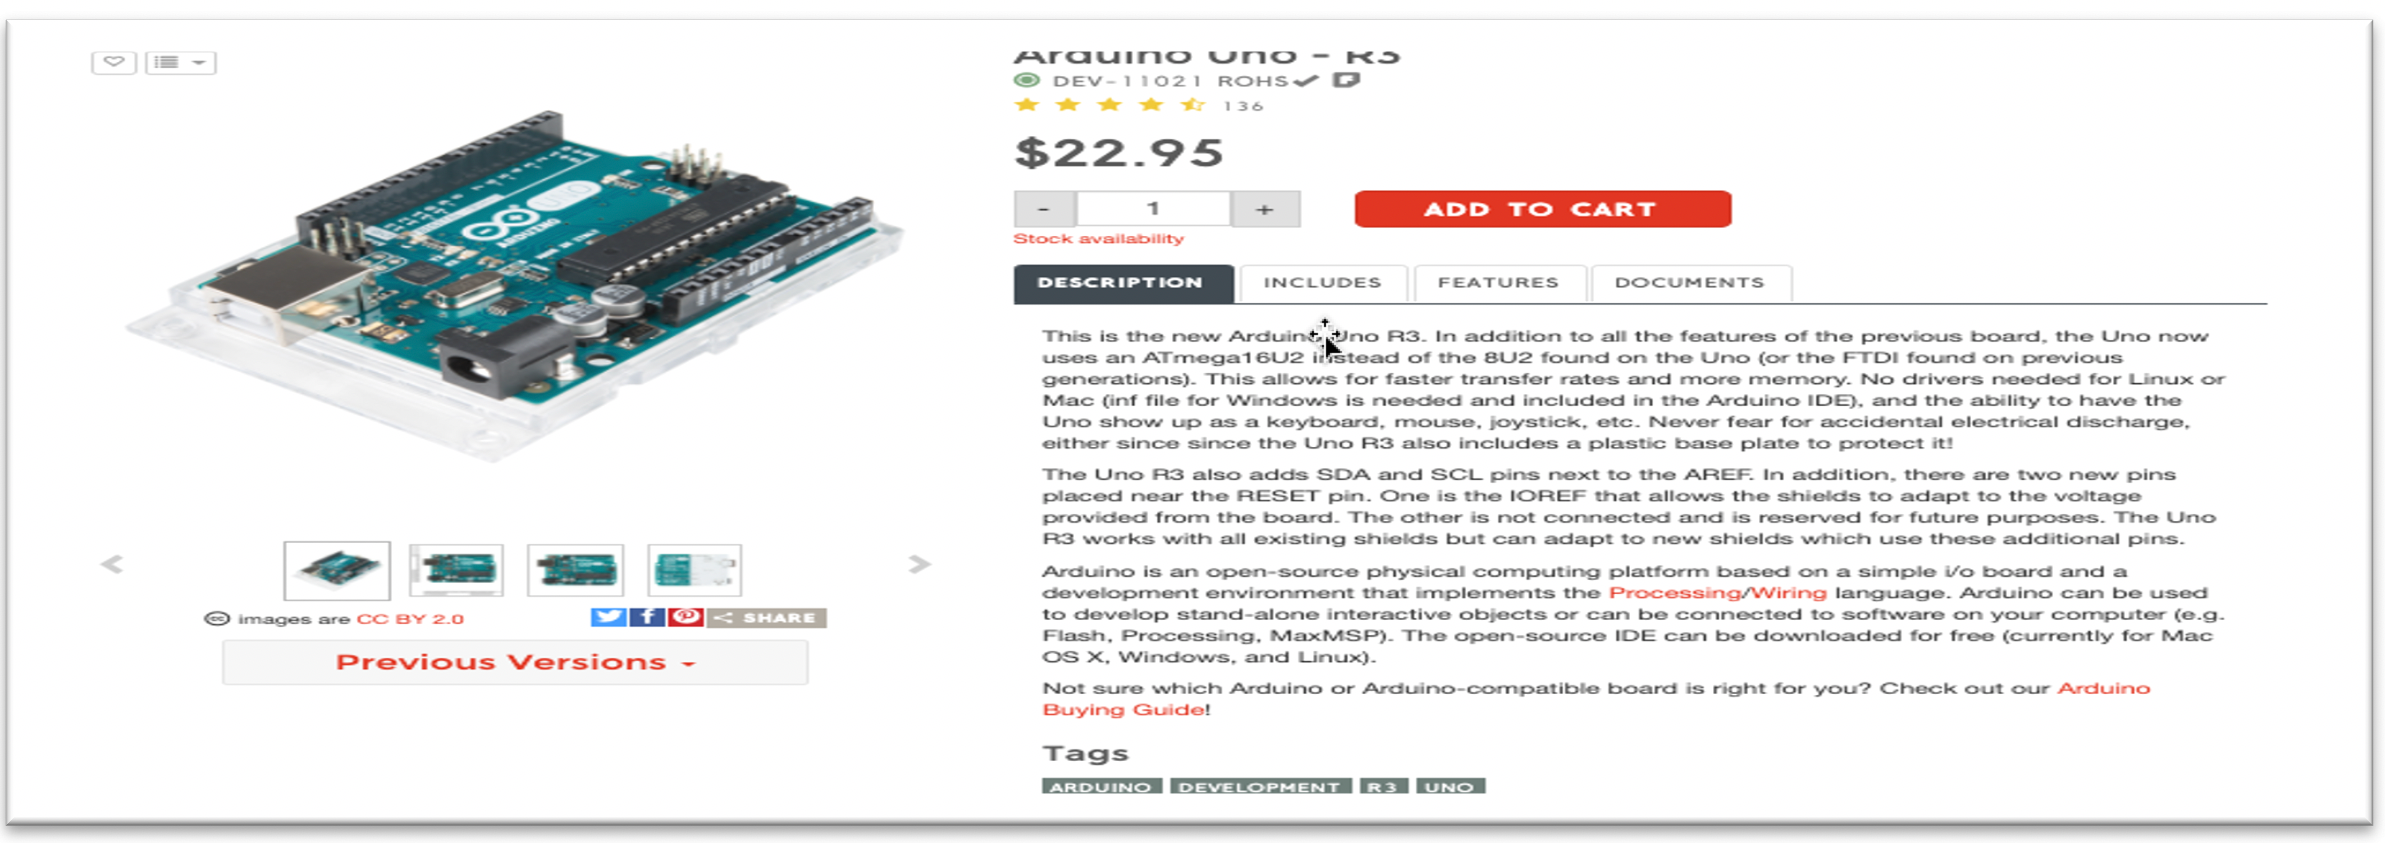 Arduino Uno - R3
DEV-11021 ROHS
136
$22.95
- 1 +
ADD TO CART
Stock availability
DESCRIPTION
INCLUDES
FEATURES
DOCUMENTS
This is the new Arduino Uno R3. In addition to all the features of the previous board, the Uno now
uses an ATmega16U2 instead of the 8U2 found on the Uno (or the FTDI found on previous
generations). This allows for faster transfer rates and more memory. No drivers needed for Linux or
Mac (inf file for Windows is needed and included in the Arduino IDE), and the ability to have the
Uno show up as a keyboard, mouse, joystick, etc. Never fear for accidental electrical discharge,
either since since the Uno R3 also includes a plastic base plate to protect it!
The Uno R3 also adds SDA and SCL pins next to the AREF. In addition, there are two new pins
placed near the RESET pin. One is the IOREF that allows the shields to adapt to the voltage
provided from the board. The other is not connected and is reserved for future purposes. The Uno
R3 works with all existing shields but can adapt to new shields which use these additional pins.
Arduino is an open-source physical computing platform based on a simple i/o board and a
development environment that implements the Processing/Wiring language. Arduino can be used
to develop stand-alone interactive objects or can be connected to software on your computer (e.g.
Flash, Processing, MaxMSP). The open-source IDE can be downloaded for free (currently for Mac
OS X, Windows, and Linux).
Not sure which Arduino or Arduino-compatible board is right for you? Check out our Arduino
Buying Guide!
Tags
ARDUINO DEVELOPMENT R3 UNO
ARDUINO
images are CC BY 2.0
SHARE
Previous Versions